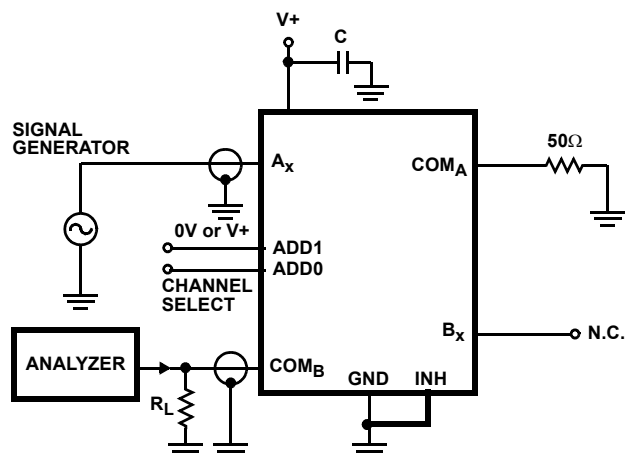 V+
C
SIGNAL
GENERATOR
AX
COMA
50Ω
0V or V+
ADD1
ADD0
CHANNEL
SELECT
BX
N.C.
ANALYZER
COMB
GND
INH
RL